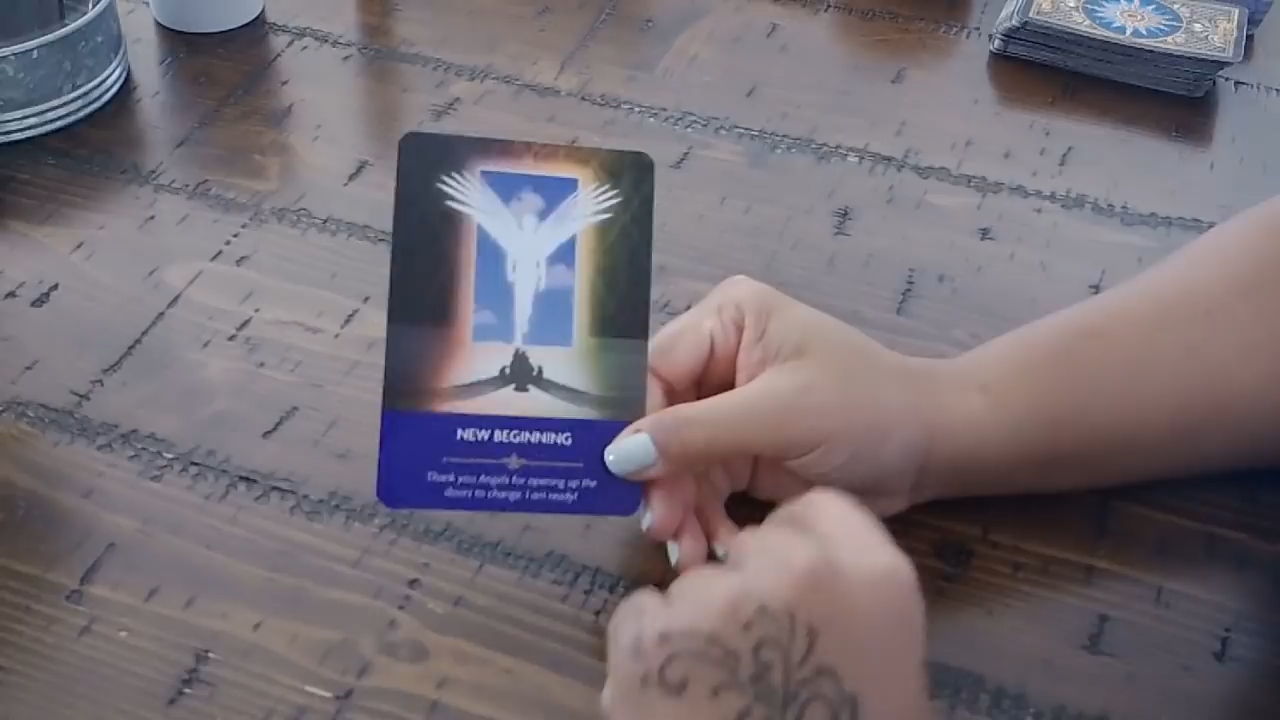 NEW BEGINNING
Thank you Angels for opening up the
doors to change. I am ready!